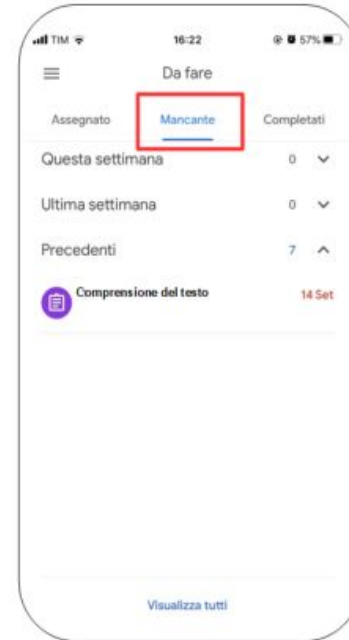 TIM 16:22 57%
Da fare
Assegnato Mancante Completati
Questa settimana 0
Ultima settimana 0
Precedenti 7
Comprensione del testo 14 Set
Visualizza tutti